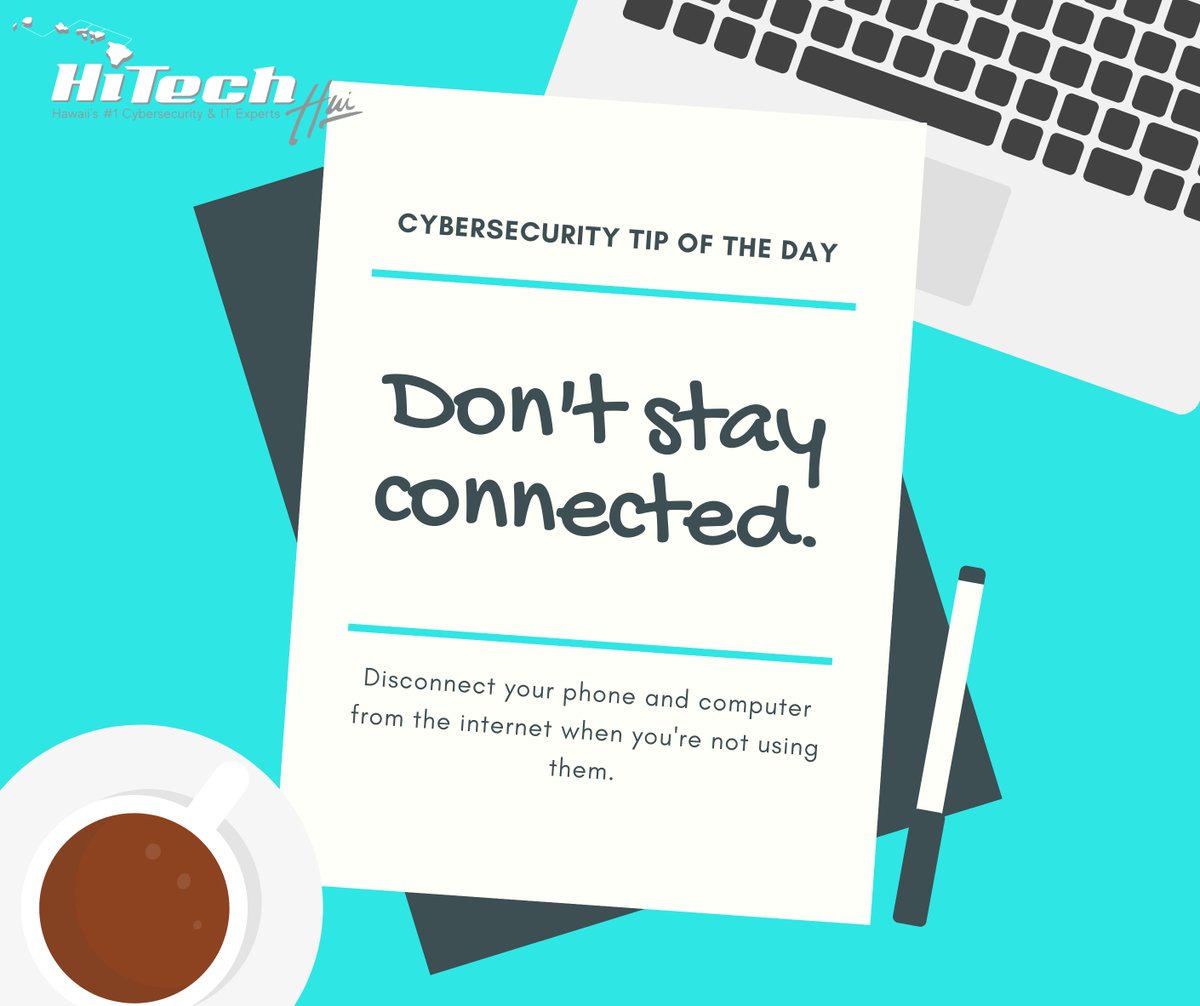 HiTech Hui
Hawaii's #1 Cybersecurity & IT Experts
CYBERSECURITY TIP OF THE DAY
Don't stay
connected.
Disconnect your phone and computer
from the internet when you're not using
them.